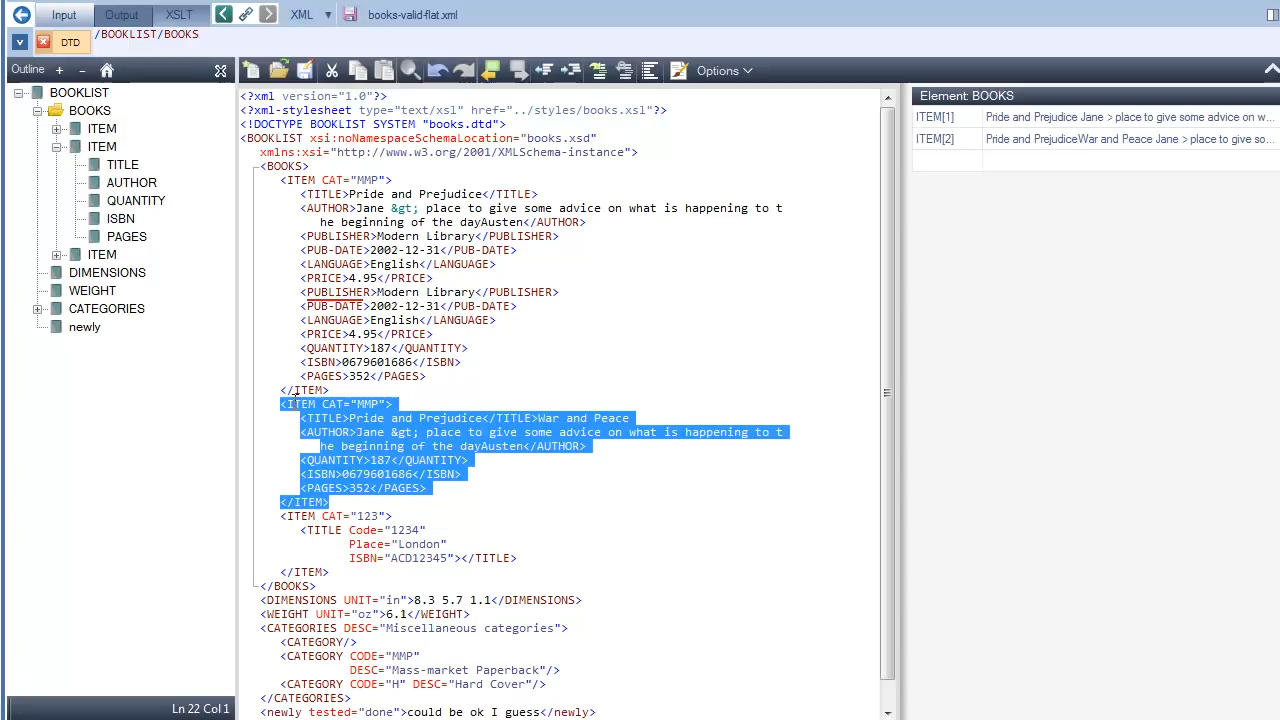 Input Output XSLT XML books-valid-flat.xml
DTD /BOOKLIST/BOOKS
Outline + - Options
BOOKLIST
BOOKS
ITEM
ITEM
TITLE
AUTHOR
QUANTITY
ISBN
PAGES
ITEM
DIMENSIONS
WEIGHT
CATEGORIES
newly
Ln 22 Col 1
<?xml version="1.0"?>
<?xml-stylesheet type="text/xsl" href="../styles/books.xsl"?>
<!DOCTYPE BOOKLIST SYSTEM "books.dtd">
<BOOKLIST xsi:noNamespaceSchemaLocation="books.xsd"
xmlns:xsi="http://www.w3.org/2001/XMLSchema-instance">
<BOOKS>
<ITEM CAT="MMP">
<TITLE>Pride and Prejudice</TITLE>
<AUTHOR>Jane &gt; place to give some advice on what is happening to t
he beginning of the dayAusten</AUTHOR>
<PUBLISHER>Modern Library</PUBLISHER>
<PUB-DATE>2002-12-31</PUB-DATE>
<LANGUAGE>English</LANGUAGE>
<PRICE>4.95</PRICE>
<PUBLISHER>Modern Library</PUBLISHER>
<PUB-DATE>2002-12-31</PUB-DATE>
<LANGUAGE>English</LANGUAGE>
<PRICE>4.95</PRICE>
<QUANTITY>187</QUANTITY>
<ISBN>0679601686</ISBN>
<PAGES>352</PAGES>
</ITEM>
<ITEM CAT="MMP">
<TITLE>Pride and Prejudice</TITLE>War and Peace
<AUTHOR>Jane &gt; place to give some advice on what is happening to t
he beginning of the dayAusten</AUTHOR>
<QUANTITY>187</QUANTITY>
<ISBN>0679601686</ISBN>
<PAGES>352</PAGES>
</ITEM>
<ITEM CAT="123">
<TITLE Code="1234"
Place="London"
ISBN="ACD12345"></TITLE>
</ITEM>
</BOOKS>
<DIMENSIONS UNIT="in">8.3 5.7 1.1</DIMENSIONS>
<WEIGHT UNIT="oz">6.1</WEIGHT>
<CATEGORIES DESC="Miscellaneous categories">
<CATEGORY/>
<CATEGORY CODE="MMP"
DESC="Mass-market Paperback"/>
<CATEGORY CODE="H" DESC="Hard Cover"/>
</CATEGORIES>
<newly tested="done">could be ok I guess</newly>
Element: BOOKS
ITEM[1] Pride and Prejudice Jane > place to give some advice on w...
ITEM[2] Pride and PrejudiceWar and Peace Jane > place to give so...